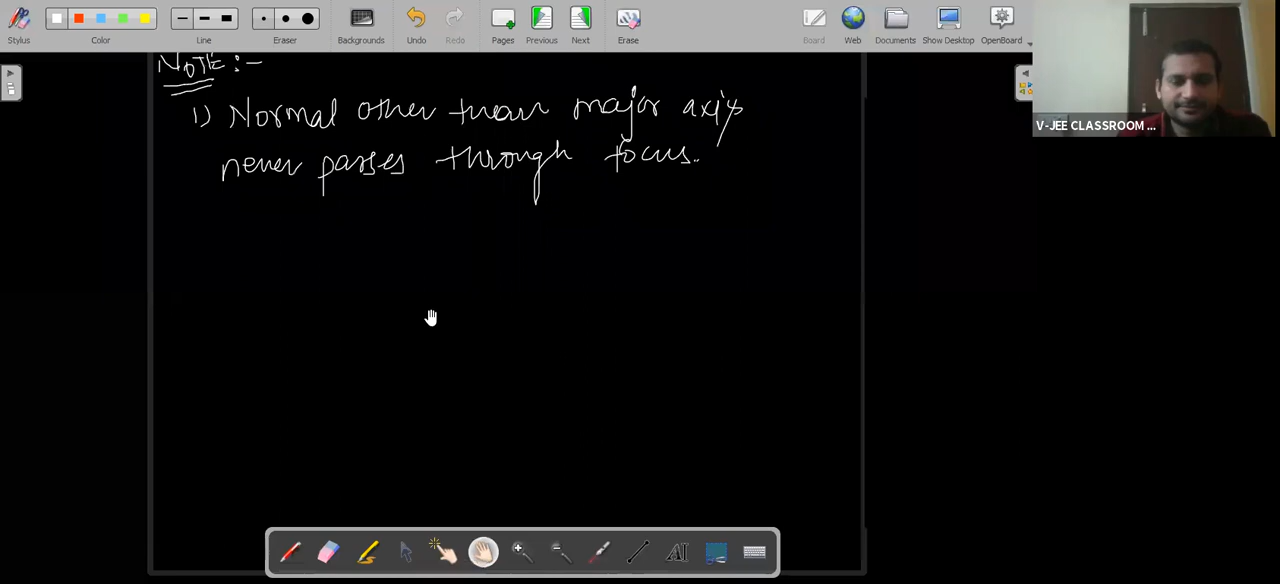 Stylus Color Line Eraser Backgrounds Undo Redo Pages Previous Next Erase Board Web Documents Show Desktop OpenBoard
V-JEE CLASSROOM ...
NOTE :-
1) Normal other than major axis
never passes through focus.
AI